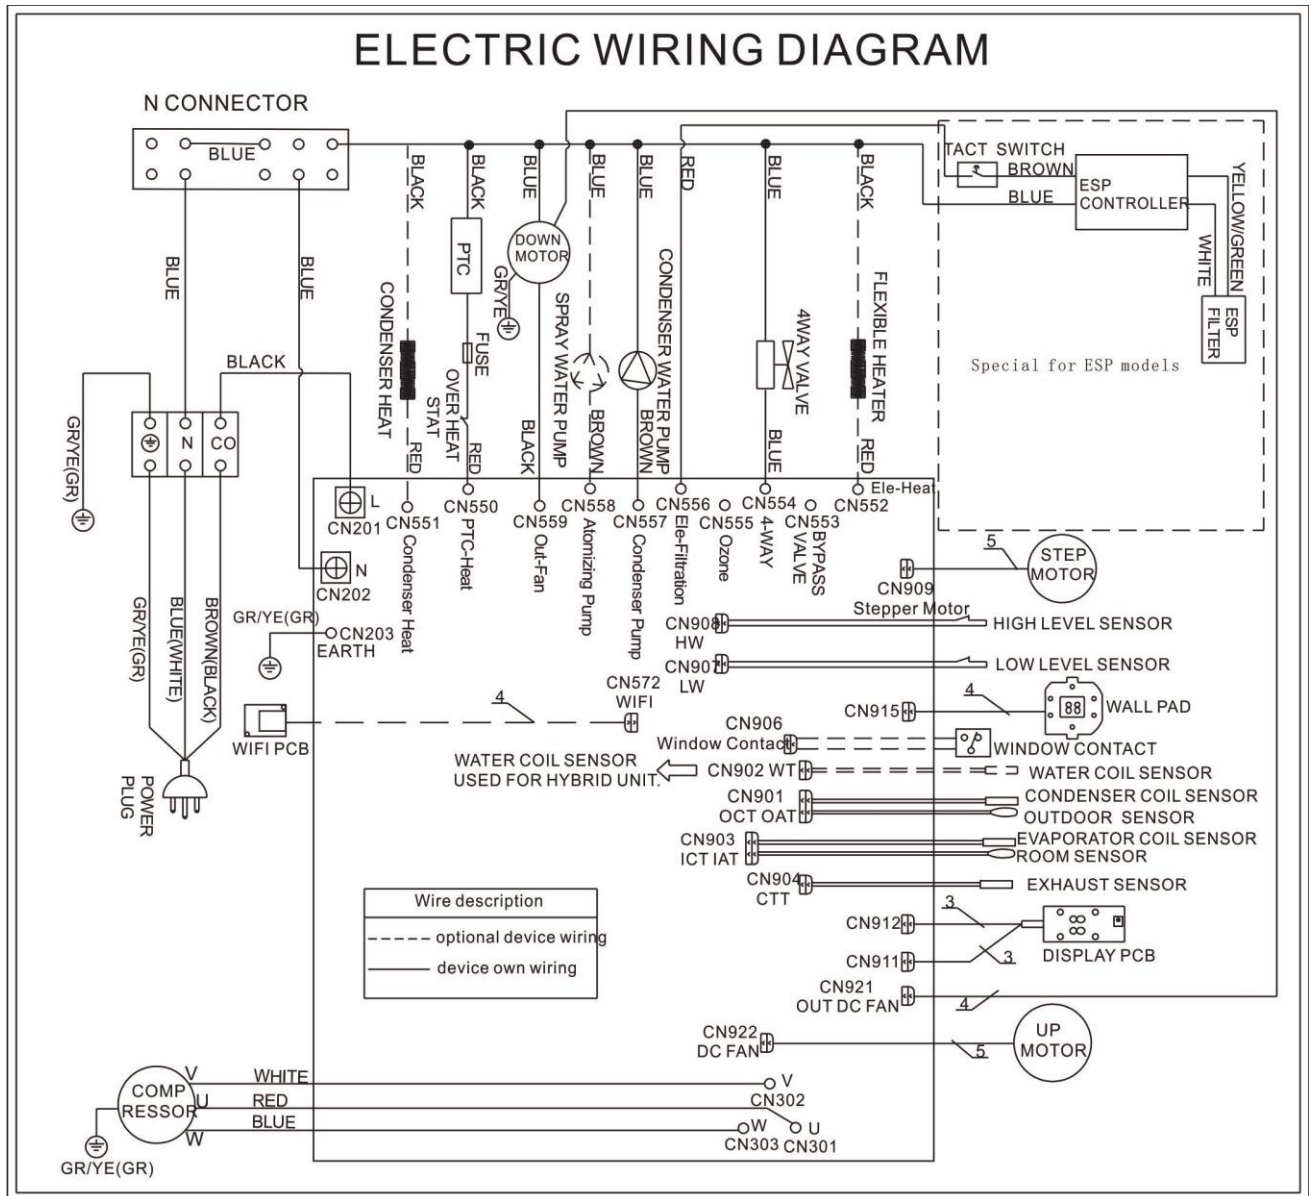 ELECTRIC WIRING DIAGRAM
N CONNECTOR
BLUE
BLACK
BLACK
BLUE
BLUE
BLUE
RED
BLUE
BLACK
TACT SWITCH
BROWN
BLUE
ESP
CONTROLLER
YELLOW/GREEN
WHITE
ESP
FILTER
Special for ESP models
BLUE
BLUE
PTC
DOWN
MOTOR
GR/YE
CONDENSER HEAT
FUSE
OVER HEAT
STAT
SPRAY WATER PUMP
CONDENSER WATER PUMP
4WAY VALVE
FLEXIBLE HEATER
BLACK
GR/YE(GR)
N
CO
RED
RED
BLACK
BROWN
BROWN
BLUE
RED
L
CN201
N
CN202
CN551
Condenser Heat
CN550
PTC-Heat
CN559
Out-Fan
CN558
Atomizing Pump
CN557
Condenser Pump
CN556
Ele-Filtration
CN555
Ozone
CN554
4-WAY
CN553
BYPASS
VALVE
CN552
Ele-Heat
GR/YE(GR)
BLUE(WHITE)
BROWN(BLACK)
GR/YE(GR)
CN203
EARTH
5
STEP
MOTOR
CN909
Stepper Motor
CN908
HW
HIGH LEVEL SENSOR
CN907
LW
LOW LEVEL SENSOR
CN572
WIFI
4
WIFI PCB
CN915
4
88
WALL PAD
CN906
Window Contact
WINDOW CONTACT
WATER COIL SENSOR
USED FOR HYBRID UNIT.
CN902 WT
WATER COIL SENSOR
CN901
OCT OAT
CONDENSER COIL SENSOR
OUTDOOR SENSOR
CN903
ICT IAT
EVAPORATOR COIL SENSOR
ROOM SENSOR
CN904
CTT
EXHAUST SENSOR
POWER
PLUG
Wire description
optional device wiring
device own wiring
CN912
3
CN911
3
DISPLAY PCB
CN921
OUT DC FAN
4
CN922
DC FAN
5
UP
MOTOR
COMP
RESSOR
V
WHITE
V
CN302
U
RED
U
CN301
W
BLUE
W
CN303
GR/YE(GR)